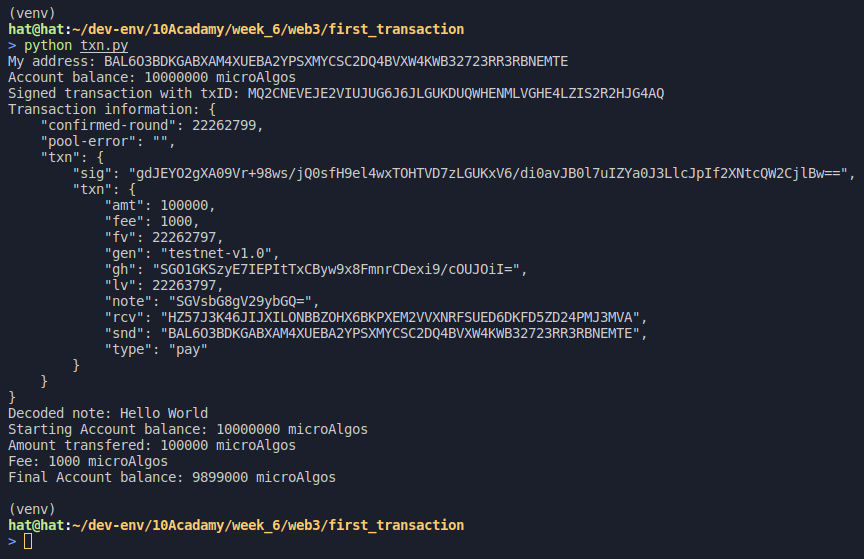 (venv)
hat@hat:~/dev-env/10Acadamy/week_6/web3/first_transaction
> python txn.py
My address: BAL6O3BDKGABXAM4XUEBA2YPSXMYCSC2DQ4BVXW4KWB32723RR3RBNEMTE
Account balance: 10000000 microAlgos
Signed transaction with txID: MQ2CNEVEJE2VIUJUG6J6JLGUKDUQWHENMLVGHE4LZIS2R2HJG4AQ
Transaction information: {
    "confirmed-round": 22262799,
    "pool-error": "",
    "txn": {
        "sig": "gdJEYO2gXA09Vr+98ws/jQ0sfH9el4wxTOHTVD7zLGUKxV6/di0avJB0l7uIZYa0J3LlcJpIf2XNtcQW2CjlBw==",
        "txn": {
            "amt": 100000,
            "fee": 1000,
            "fv": 22262797,
            "gen": "testnet-v1.0",
            "gh": "SGO1GKSzyE7IEPItTxCByw9x8FmnrCDexi9/cOUJOiI=",
            "lv": 22263797,
            "note": "SGVsbG8gV29ybGQ=",
            "rcv": "HZ57J3K46JIJXILONBBZOHX6BKPXEM2VVXNRFSUED6DKFD5ZD24PMJ3MVA",
            "snd": "BAL6O3BDKGABXAM4XUEBA2YPSXMYCSC2DQ4BVXW4KWB32723RR3RBNEMTE",
            "type": "pay"
        }
    }
}
Decoded note: Hello World
Starting Account balance: 10000000 microAlgos
Amount transfered: 100000 microAlgos
Fee: 1000 microAlgos
Final Account balance: 9899000 microAlgos
(venv)
hat@hat:~/dev-env/10Acadamy/week_6/web3/first_transaction
>